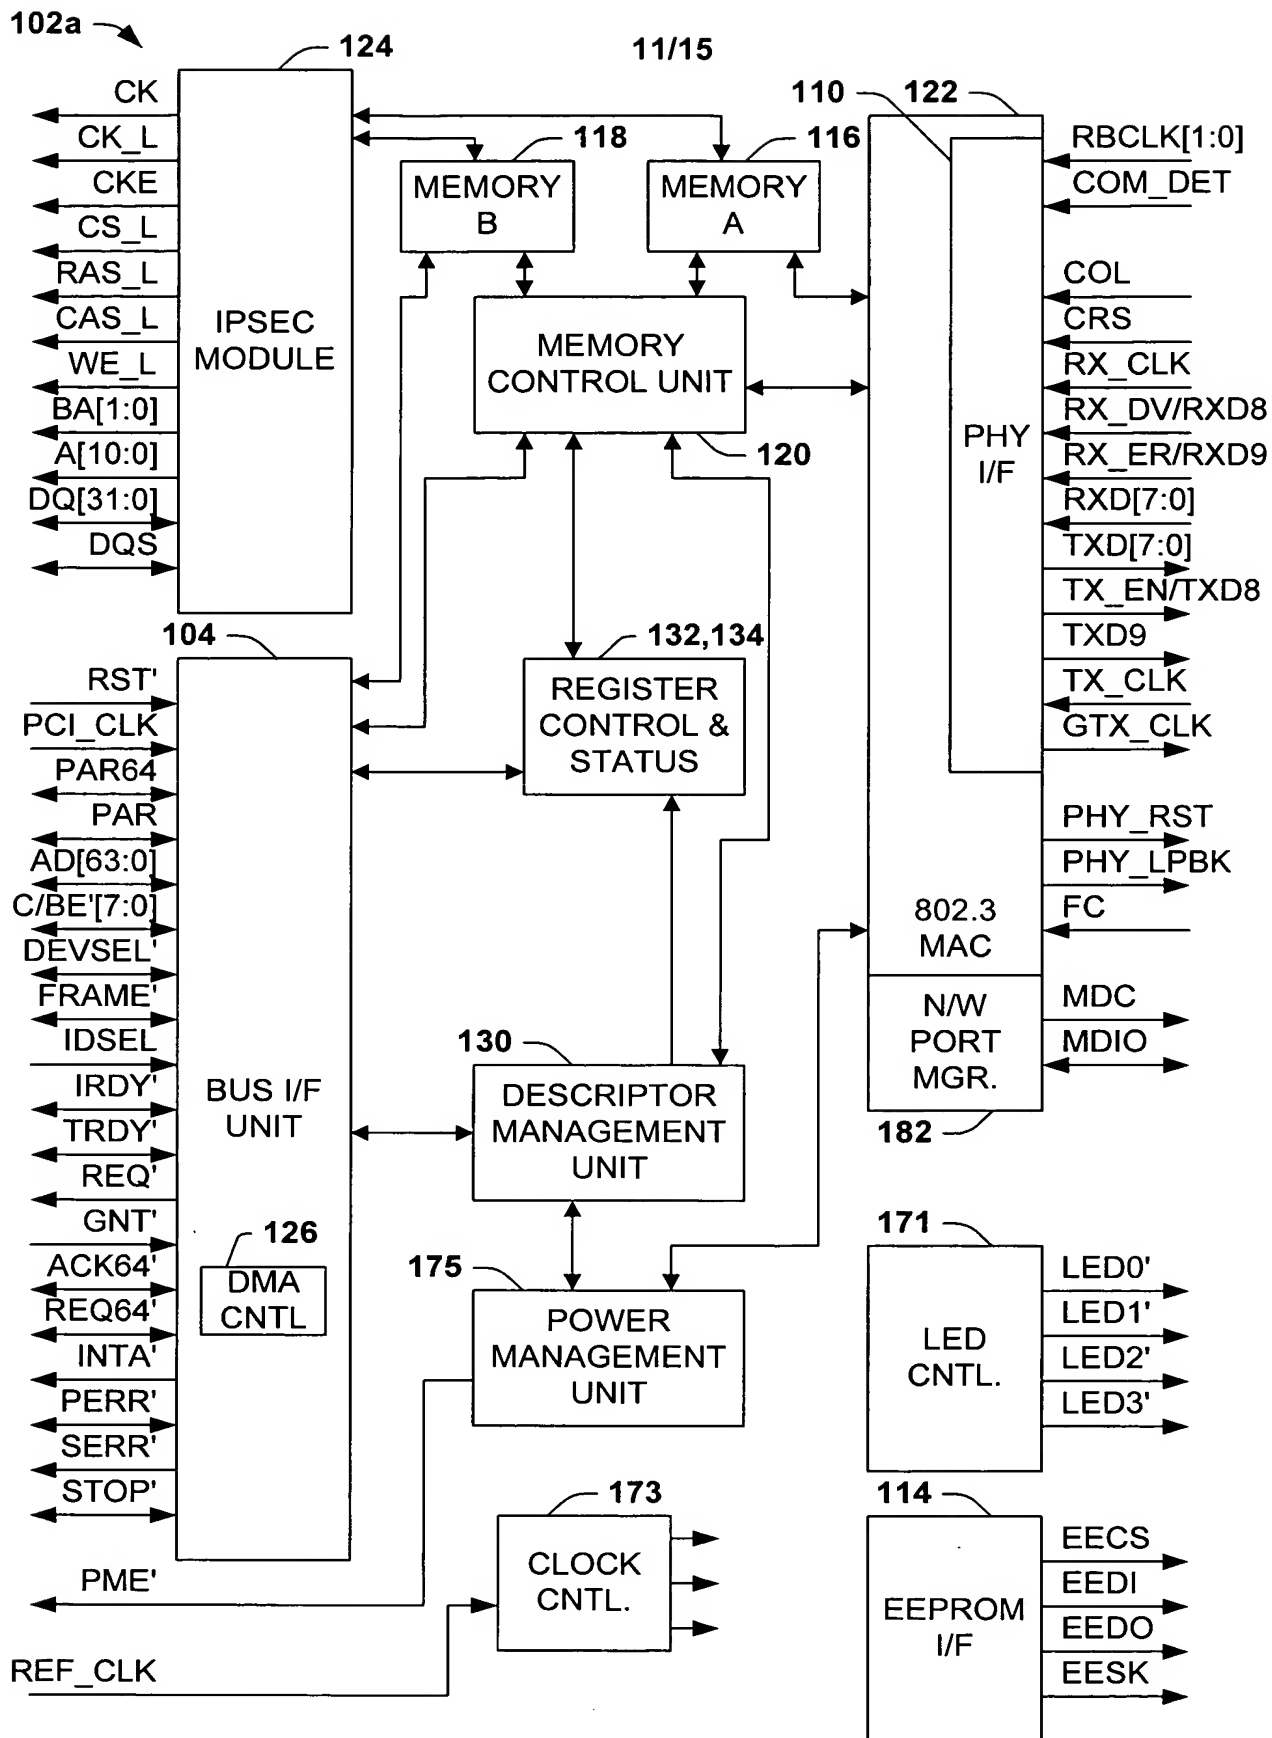 102a
124
11/15
CK
CK_L
CKE
CS_L
RAS_L
CAS_L
WE_L
BA[1:0]
A[10:0]
DQ[31:0]
DQS
IPSEC
MODULE
118
MEMORY
B
116
MEMORY
A
MEMORY
CONTROL UNIT
120
110
122
PHY
I/F
RBCLK[1:0]
COM_DET
COL
CRS
RX_CLK
RX_DV/RXD8
RX_ER/RXD9
RXD[7:0]
TXD[7:0]
TX_EN/TXD8
TXD9
TX_CLK
GTX_CLK
PHY_RST
PHY_LPBK
FC
802.3
MAC
N/W
PORT
MGR.
182
MDC
MDIO
104
RST'
PCI_CLK
PAR64
PAR
AD[63:0]
C/BE'[7:0]
DEVSEL'
FRAME'
IDSEL
IRDY'
TRDY'
REQ'
GNT'
ACK64'
REQ64'
INTA'
PERR'
SERR'
STOP'
PME'
REF_CLK
BUS I/F
UNIT
126
DMA
CNTL
132,134
REGISTER
CONTROL &
STATUS
130
DESCRIPTOR
MANAGEMENT
UNIT
175
POWER
MANAGEMENT
UNIT
173
CLOCK
CNTL.
171
LED
CNTL.
LED0'
LED1'
LED2'
LED3'
114
EEPROM
I/F
EECS
EEDI
EEDO
EESK